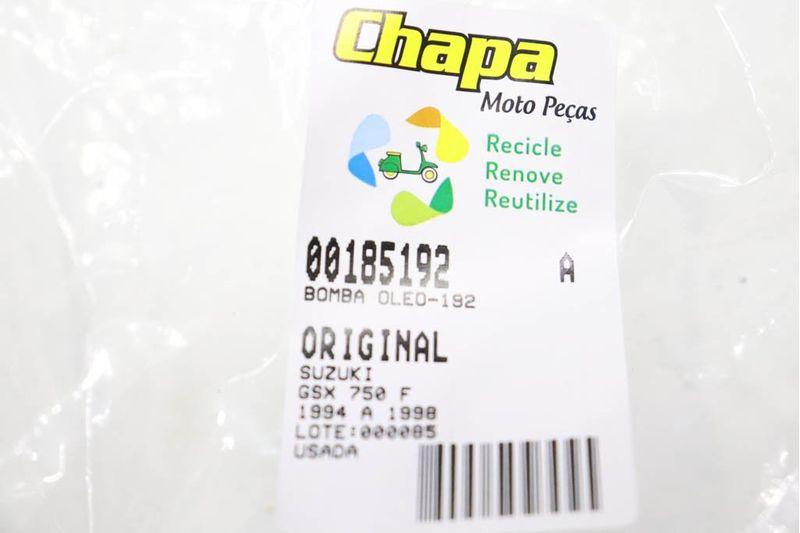 Chapa
Moto Peças
Recicle
Renove
Reutilize
00185192 A
BOMBA OLEO-192
ORIGINAL
SUZUKI
GSX 750 F
1994 A 1998
LOTE:000085
USADA